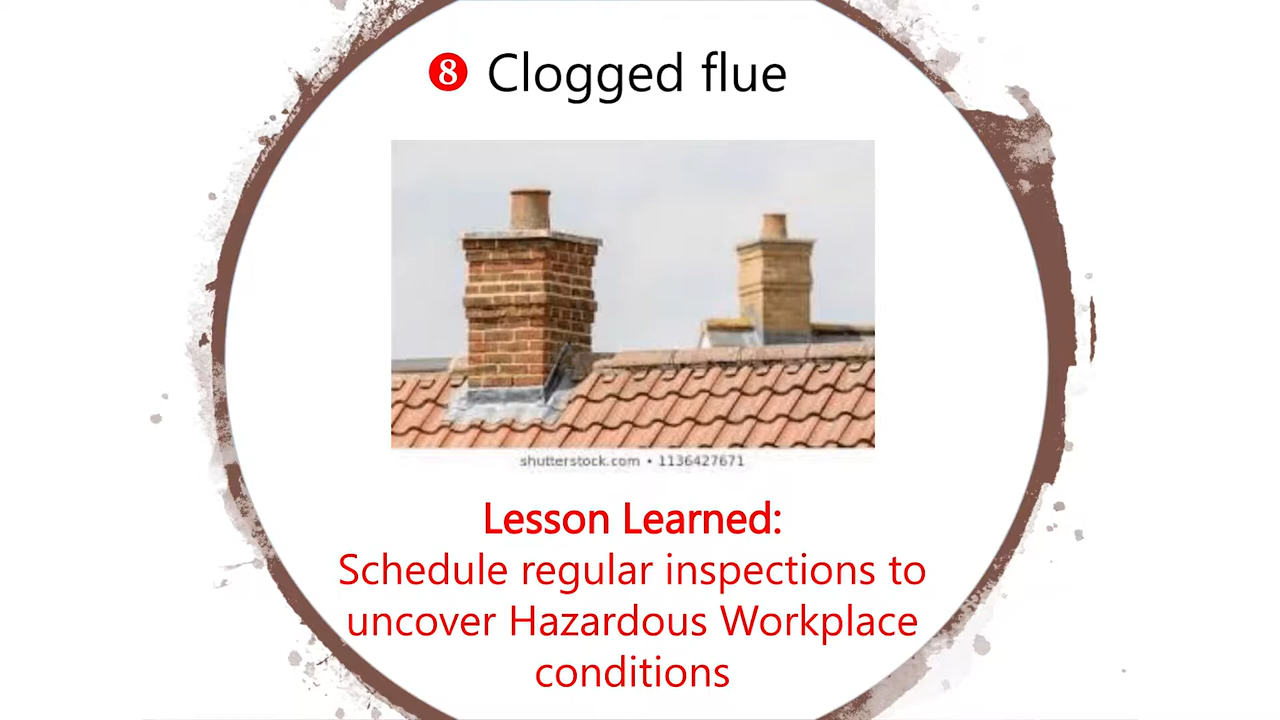 ❽ Clogged flue
shutterstock.com • 1136427671
Lesson Learned:
Schedule regular inspections to
uncover Hazardous Workplace
conditions